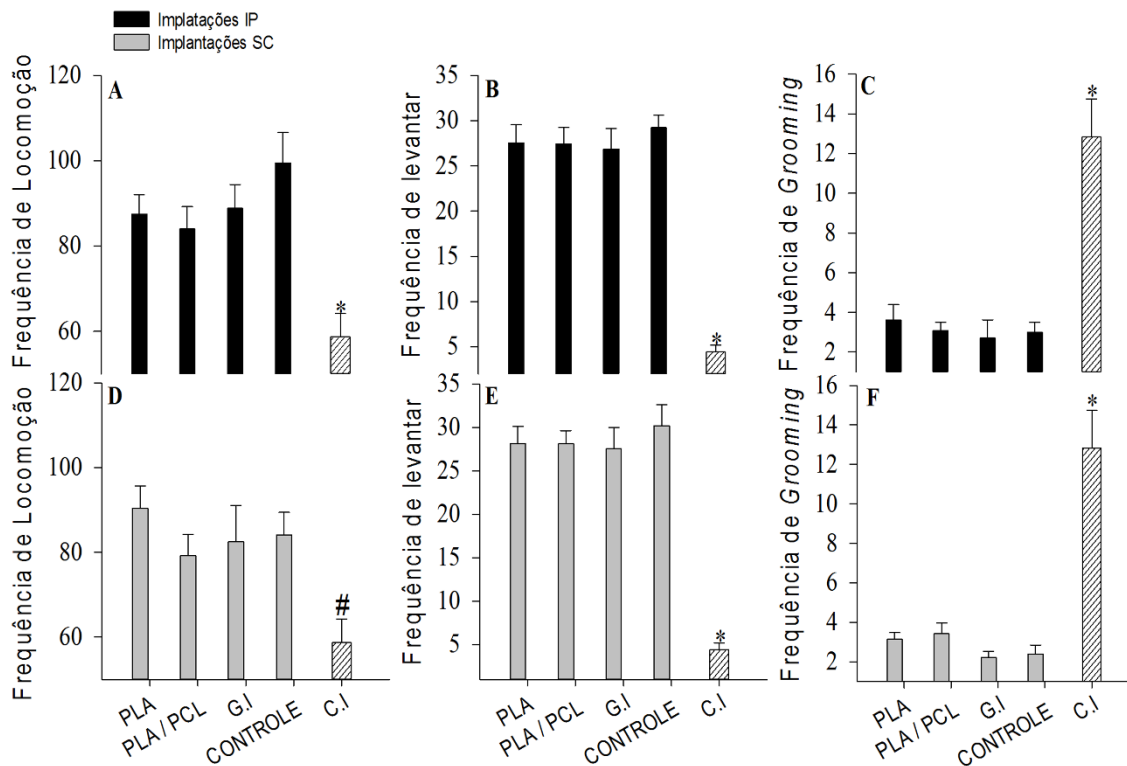 Implatações IP
Implantações SC
A
Frequência de Locomoção
120
100
80
60
*
B
Frequência de levantar
35
30
25
20
15
10
5
*
C
Frequência de Grooming
16
14
12
10
8
6
4
2
*
D
Frequência de Locomoção
120
100
80
60
#
PLA
PLA / PCL
G.I
CONTROLE
C.I
E
Frequência de levantar
30
25
20
15
10
5
*
PLA
PLA / PCL
G.I
CONTROLE
C.I
F
Frequência de Grooming
16
14
12
10
8
6
4
2
*
PLA
PLA / PCL
G.I
CONTROLE
C.I